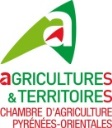 aGRICULTURES
& TERRITOIRES
CHAMBRE D'AGRICULTURE
PYRÉNÉES-ORIENTALES